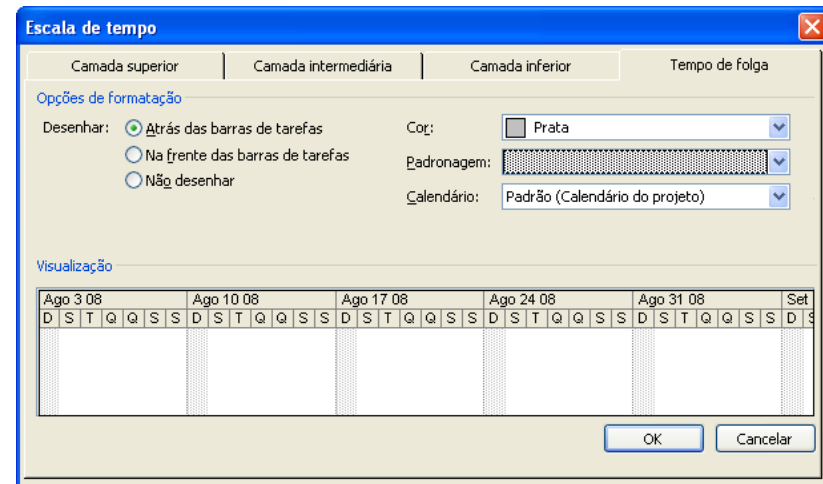 Escala de tempo
Camada superior Camada intermediária Camada inferior Tempo de folga
Opções de formatação
Desenhar: Atrás das barras de tarefas Cor: Prata
Na frente das barras de tarefas Padronagem:
Não desenhar Calendário: Padrão (Calendário do projeto)
Visualização
Ago 3 08 Ago 10 08 Ago 17 08 Ago 24 08 Ago 31 08 Set
D S T Q Q S S D S T Q Q S S D S T Q Q S S D S T Q Q S S D S T Q Q S S D S
OK Cancelar